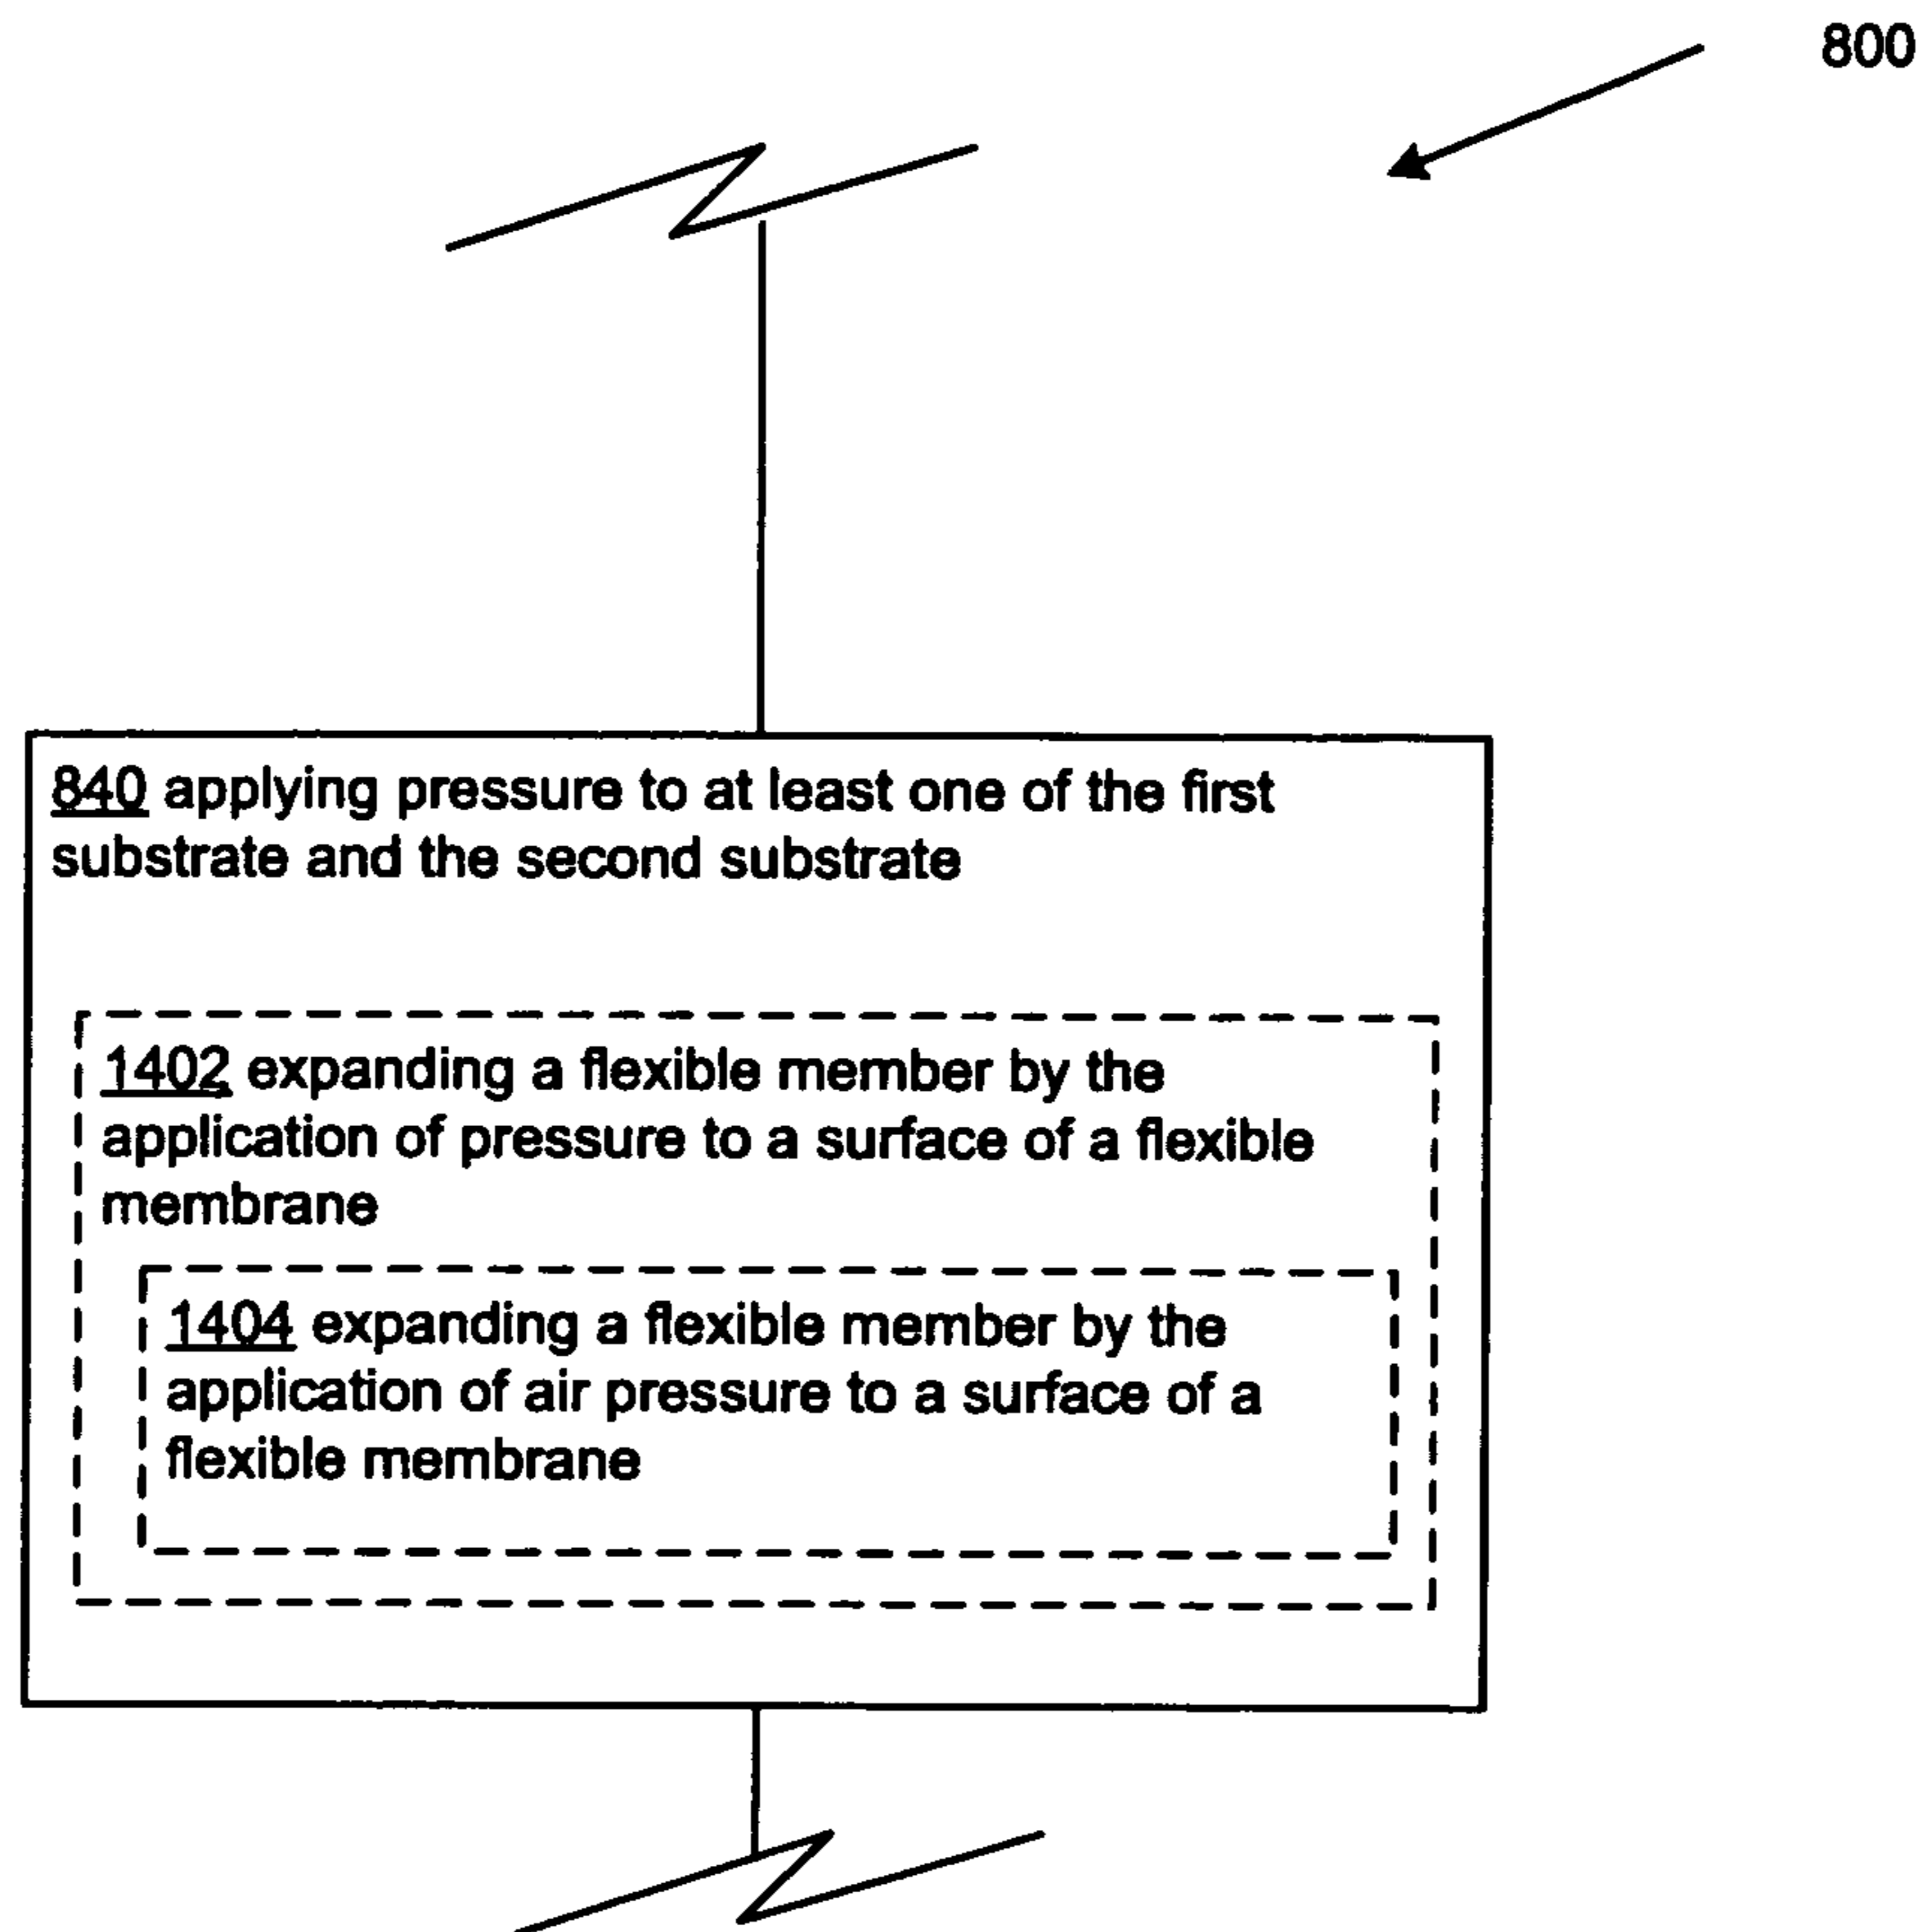 800
840 applying pressure to at least one of the first
substrate and the second substrate
1402 expanding a flexible member by the
application of pressure to a surface of a flexible
membrane
1404 expanding a flexible member by the
application of air pressure to a surface of a
flexible membrane